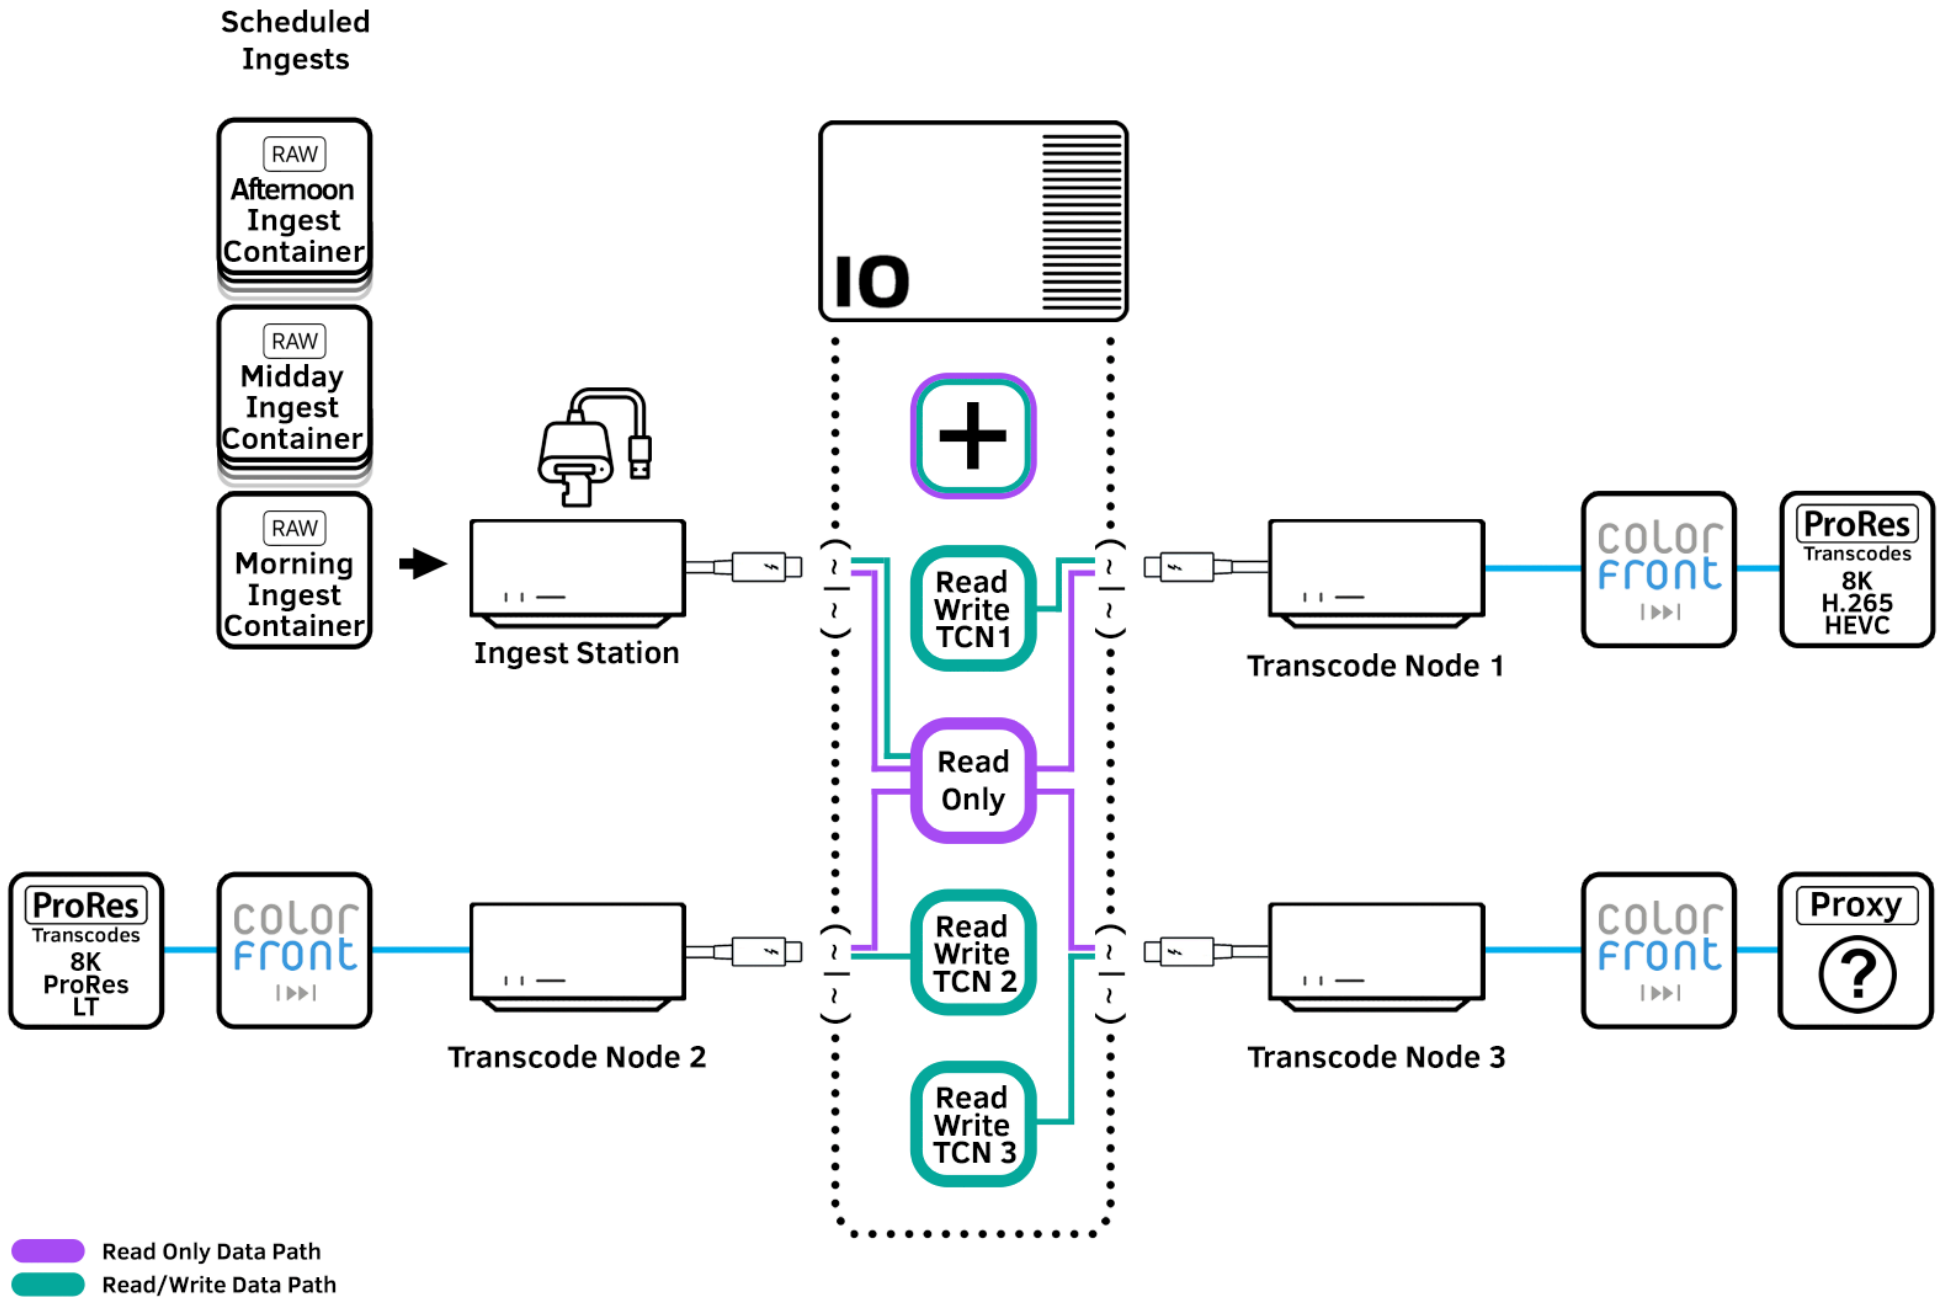 Scheduled
Ingests
RAW
Afternoon
Ingest
Container
RAW
Midday
Ingest
Container
RAW
Morning
Ingest
Container
Ingest Station
IO
Read
Write
TCN1
Read
Only
Read
Write
TCN 2
Read
Write
TCN 3
Transcode Node 1
color
front
ProRes
Transcodes
8K
H.265
HEVC
ProRes
Transcodes
8K
ProRes
LT
color
front
Transcode Node 2
Transcode Node 3
color
front
Proxy
?
Read Only Data Path
Read/Write Data Path